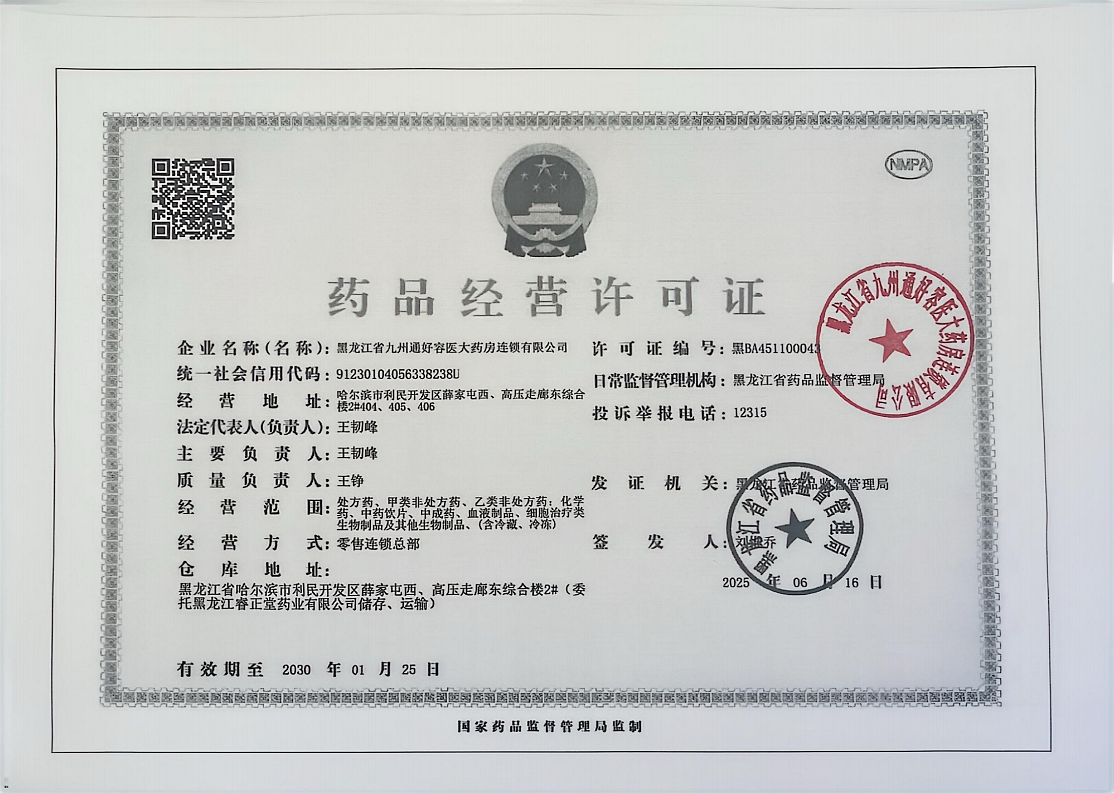 NMPA
药品经营许可证
企业名称(名称)：黑龙江省九州通好容医大药房连锁有限公司
统一社会信用代码：91230104056338238U
经营地址：哈尔滨市利民开发区薛家屯西、高压走廊东综合
楼2#404、405、406
法定代表人(负责人)：王韧峰
主要负责人：王韧峰
质量负责人：王铮
经营范围：处方药、甲类非处方药、乙类非处方药；化学
药、中药饮片、中成药、血液制品、细胞治疗类
生物制品及其他生物制品、(含冷藏、冷冻)
经营方式：零售连锁总部
仓库地址：
黑龙江省哈尔滨市利民开发区薛家屯西、高压走廊东综合楼2#（委
托黑龙江睿正堂药业有限公司储存、运输）
有效期至 2030 年 01 月 25 日
许可证编号：黑BA451100043
日常监督管理机构：黑龙江省药品监督管理局
投诉举报电话：12315
发证机关：黑龙江省药品监督管理局
签发人：
2025 年 06 月 16 日
黑龙江省九州通好容医大药房连锁有限公司
黑龙江省药品监督管理局
国家药品监督管理局监制